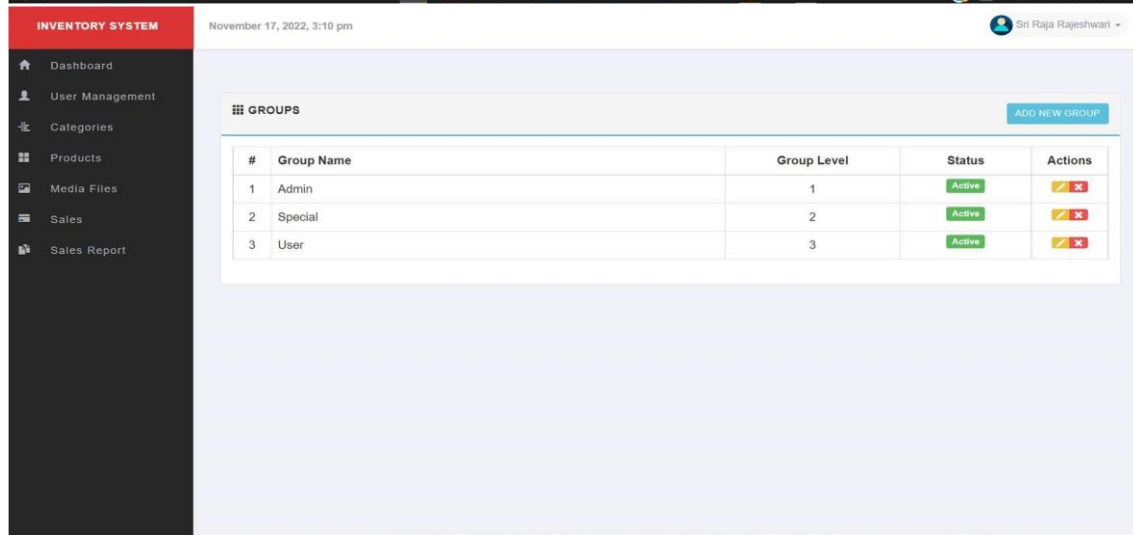 INVENTORY SYSTEM
November 17, 2022, 3:10 pm
Sri Raja Rajeshwari
Dashboard
User Management
Categories
Products
Media Files
Sales
Sales Report
GROUPS
ADD NEW GROUP
# Group Name Group Level Status Actions
1 Admin 1 Active
2 Special 2 Active
3 User 3 Active